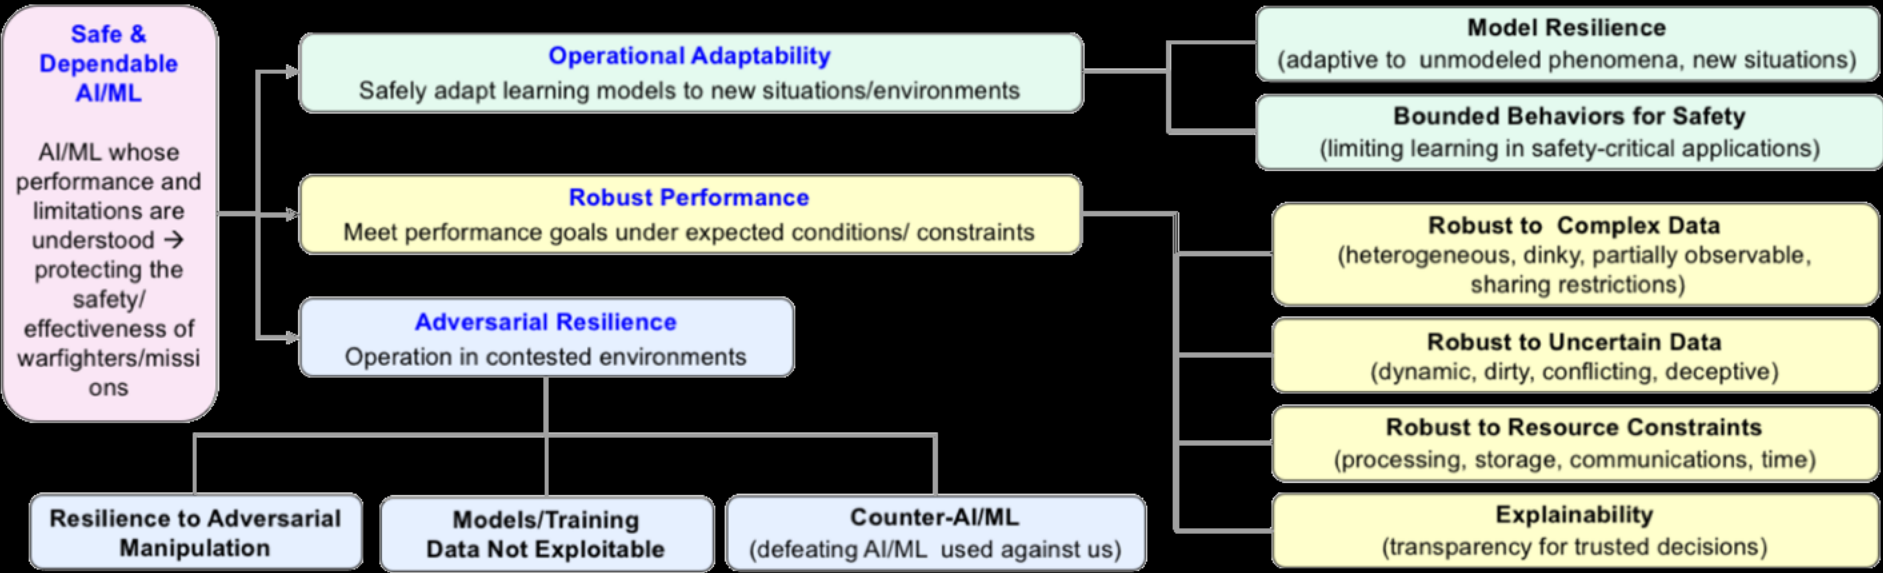 Safe &
Dependable
AI/ML
AI/ML whose
performance and
limitations are
understood →
protecting the
safety/
effectiveness of
warfighters/missi
ons
Operational Adaptability
Safely adapt learning models to new situations/environments
Robust Performance
Meet performance goals under expected conditions/ constraints
Adversarial Resilience
Operation in contested environments
Model Resilience
(adaptive to unmodeled phenomena, new situations)
Bounded Behaviors for Safety
(limiting learning in safety-critical applications)
Robust to Complex Data
(heterogeneous, dinky, partially observable,
sharing restrictions)
Robust to Uncertain Data
(dynamic, dirty, conflicting, deceptive)
Robust to Resource Constraints
(processing, storage, communications, time)
Explainability
(transparency for trusted decisions)
Resilience to Adversarial
Manipulation
Models/Training
Data Not Exploitable
Counter-AI/ML
(defeating AI/ML used against us)